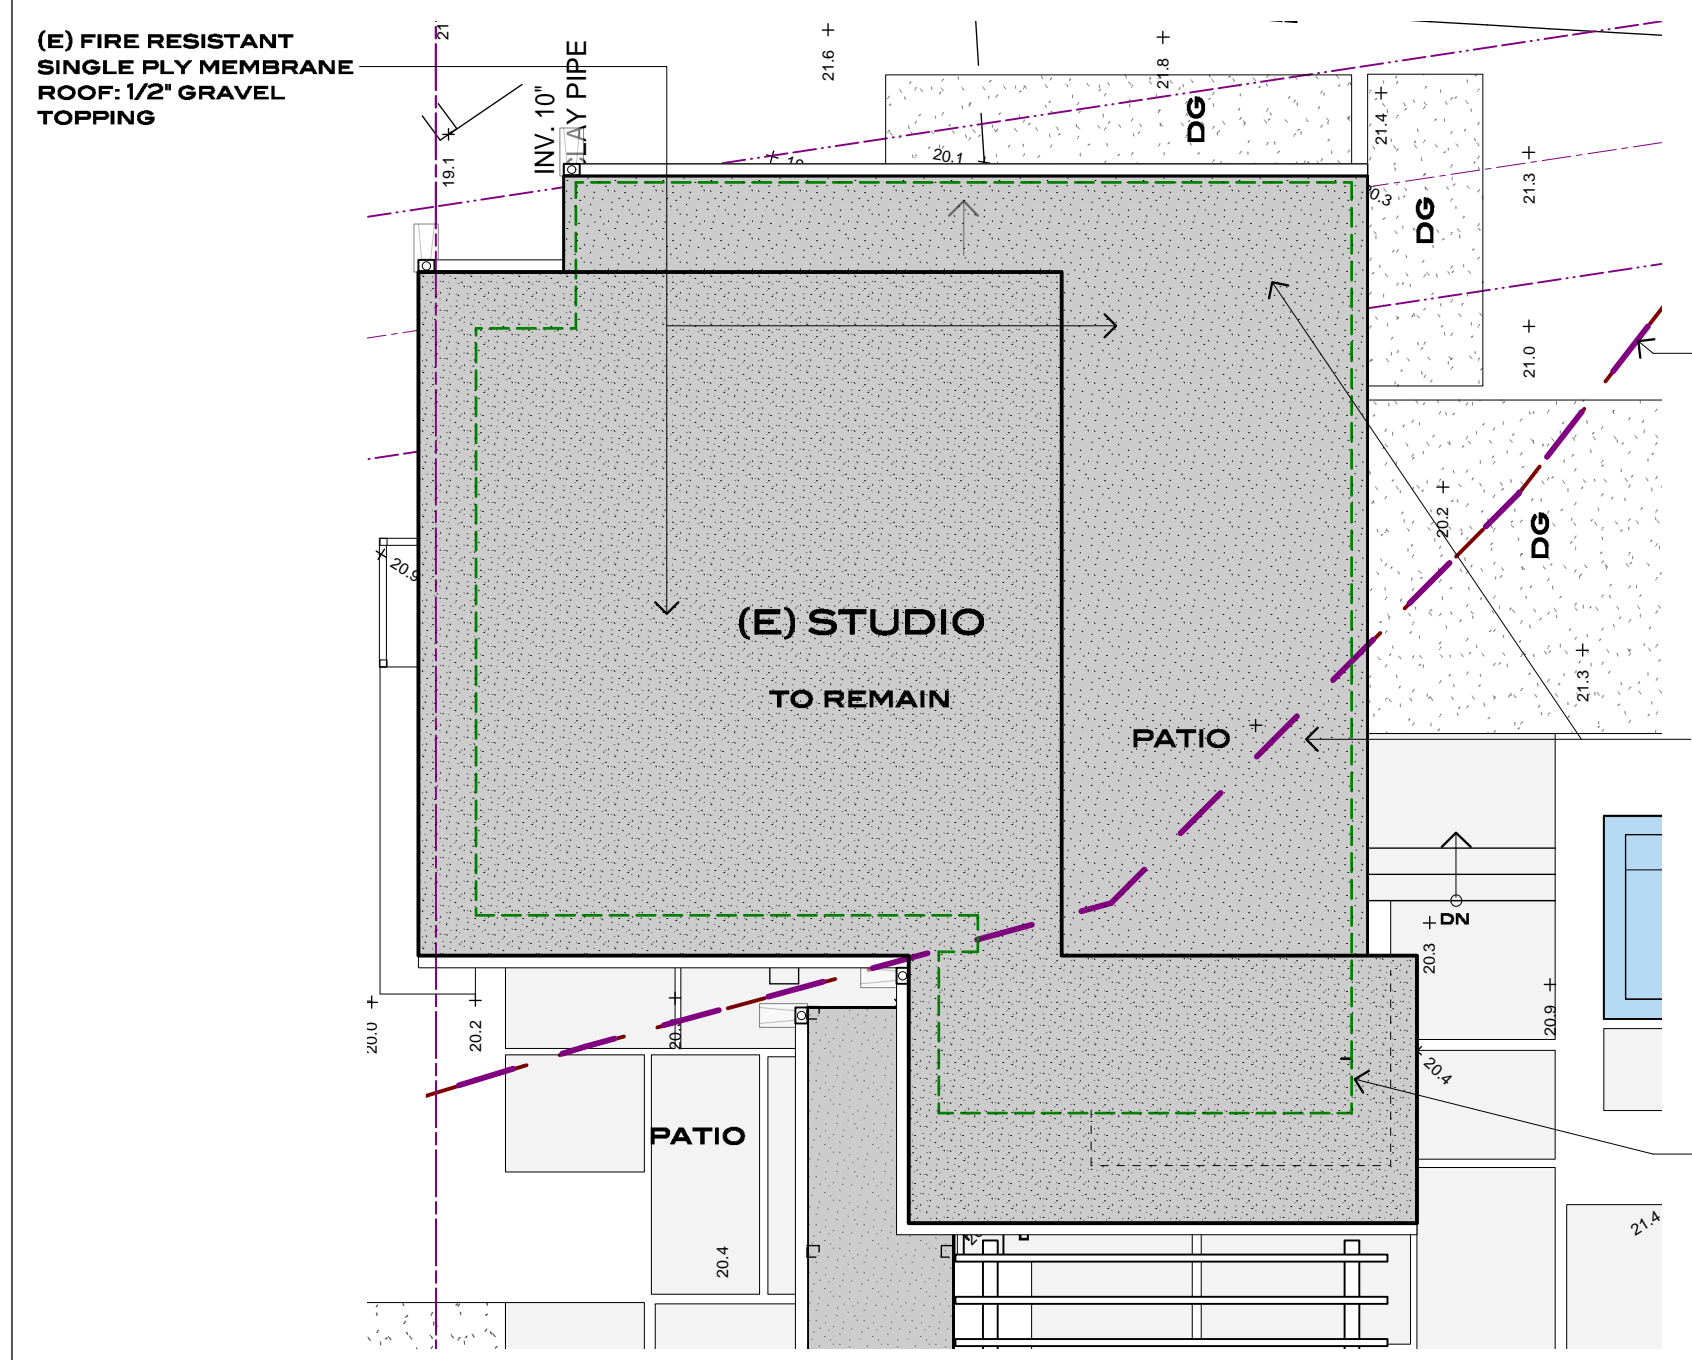 (E) FIRE RESISTANT
SINGLE PLY MEMBRANE
ROOF: 1/2" GRAVEL
TOPPING
21
19.1
INV. 10"
CLAY PIPE
21.6
21.8
DG
21.4
20.1
20.3
DG
21.3
21.0
20.9
20.2
DG
(E) STUDIO
TO REMAIN
21.3
PATIO
DN
20.3
20.9
20.0
20.2
20.4
PATIO
20.4
21.4